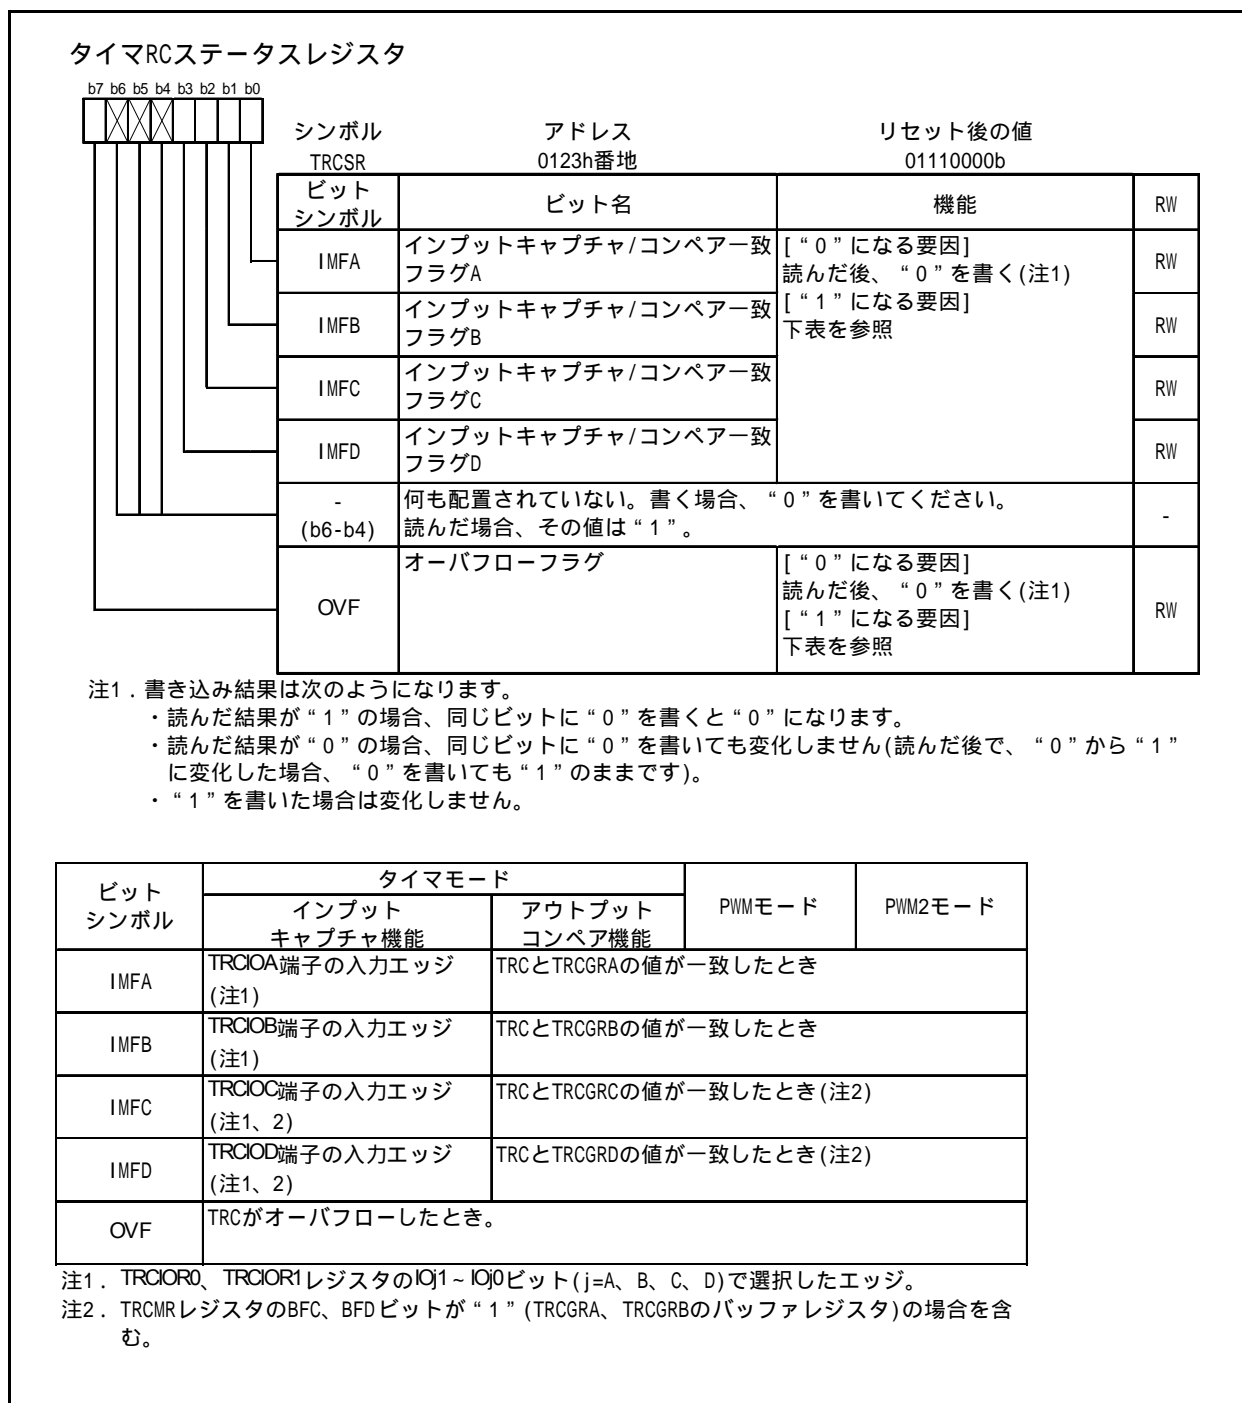 タイマRCステータスレジスタ
b7 b6 b5 b4 b3 b2 b1 b0
シンボル アドレス リセット後の値
TRCSR 0123h番地 01110000b
ビット
シンボル ビット名 機能 RW
IMFA インプットキャプチャ/コンペア一致
フラグA RW
[“0”になる要因]
読んだ後、“0”を書く(注1)
[“1”になる要因]
下表を参照
IMFB インプットキャプチャ/コンペア一致
フラグB RW
IMFC インプットキャプチャ/コンペア一致
フラグC RW
IMFD インプットキャプチャ/コンペア一致
フラグD RW
-
(b6-b4) 何も配置されていない。書く場合、“0”を書いてください。
読んだ場合、その値は“1”。 -
OVF オーバフローフラグ [“0”になる要因]
読んだ後、“0”を書く(注1)
[“1”になる要因]
下表を参照 RW
注1．書き込み結果は次のようになります。
・読んだ結果が“1”の場合、同じビットに“0”を書くと“0”になります。
・読んだ結果が“0”の場合、同じビットに“0”を書いても変化しません(読んだ後で、“0”から“1”
に変化した場合、“0”を書いても“1”のままです)。
・“1”を書いた場合は変化しません。
ビット
シンボル タイマモード PWMモード PWM2モード
インプット
キャプチャ機能 アウトプット
コンペア機能
IMFA TRCIOA端子の入力エッジ
(注1) TRCとTRCGRAの値が一致したとき
IMFB TRCIOB端子の入力エッジ
(注1) TRCとTRCGRBの値が一致したとき
IMFC TRCIOC端子の入力エッジ
(注1、2) TRCとTRCGRCの値が一致したとき(注2)
IMFD TRCIOD端子の入力エッジ
(注1、2) TRCとTRCGRDの値が一致したとき(注2)
OVF TRCがオーバフローしたとき。
注1．TRCIOR0、TRCIOR1レジスタのIOj1～IOj0ビット(j=A、B、C、D)で選択したエッジ。
注2．TRCMRレジスタのBFC、BFDビットが“1”(TRCGRA、TRCGRBのバッファレジスタ)の場合を含
む。